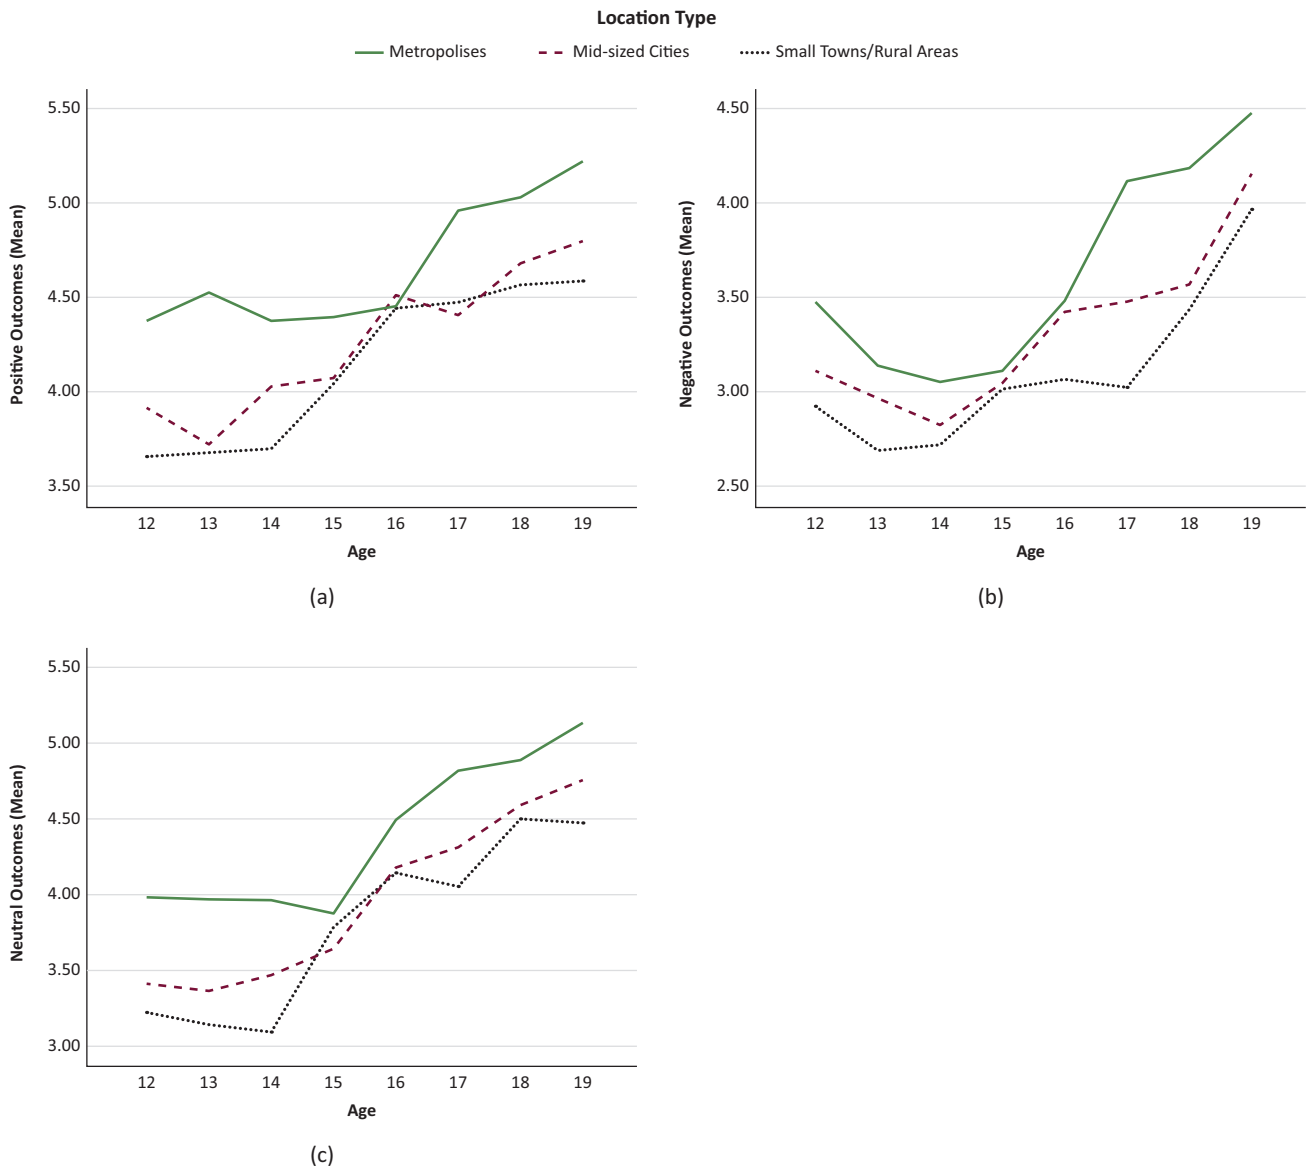 Location Type
Metropolises Mid-sized Cities Small Towns/Rural Areas
Positive Outcomes (Mean)
5.50
5.00
4.50
4.00
3.50
12 13 14 15 16 17 18 19
Age
(a)
Negative Outcomes (Mean)
4.50
4.00
3.50
3.00
2.50
12 13 14 15 16 17 18 19
Age
(b)
Neutral Outcomes (Mean)
5.50
5.00
4.50
4.00
3.50
3.00
12 13 14 15 16 17 18 19
Age
(c)